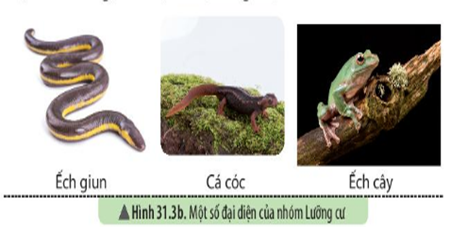 Ếch giun
Cá cóc
Ếch cây
▲Hình 31.3b. Một số đại diện của nhóm Lưỡng cư